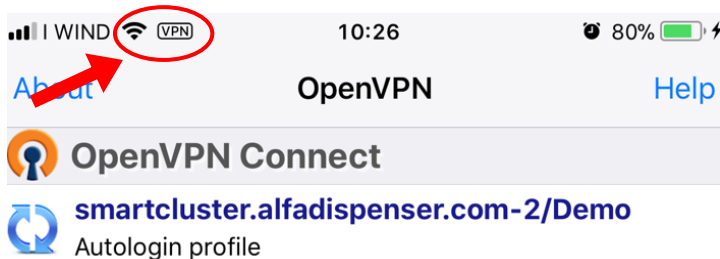 I WIND VPN 10:26 80%
About OpenVPN Help
OpenVPN Connect
smartcluster.alfadispenser.com-2/Demo
Autologin profile